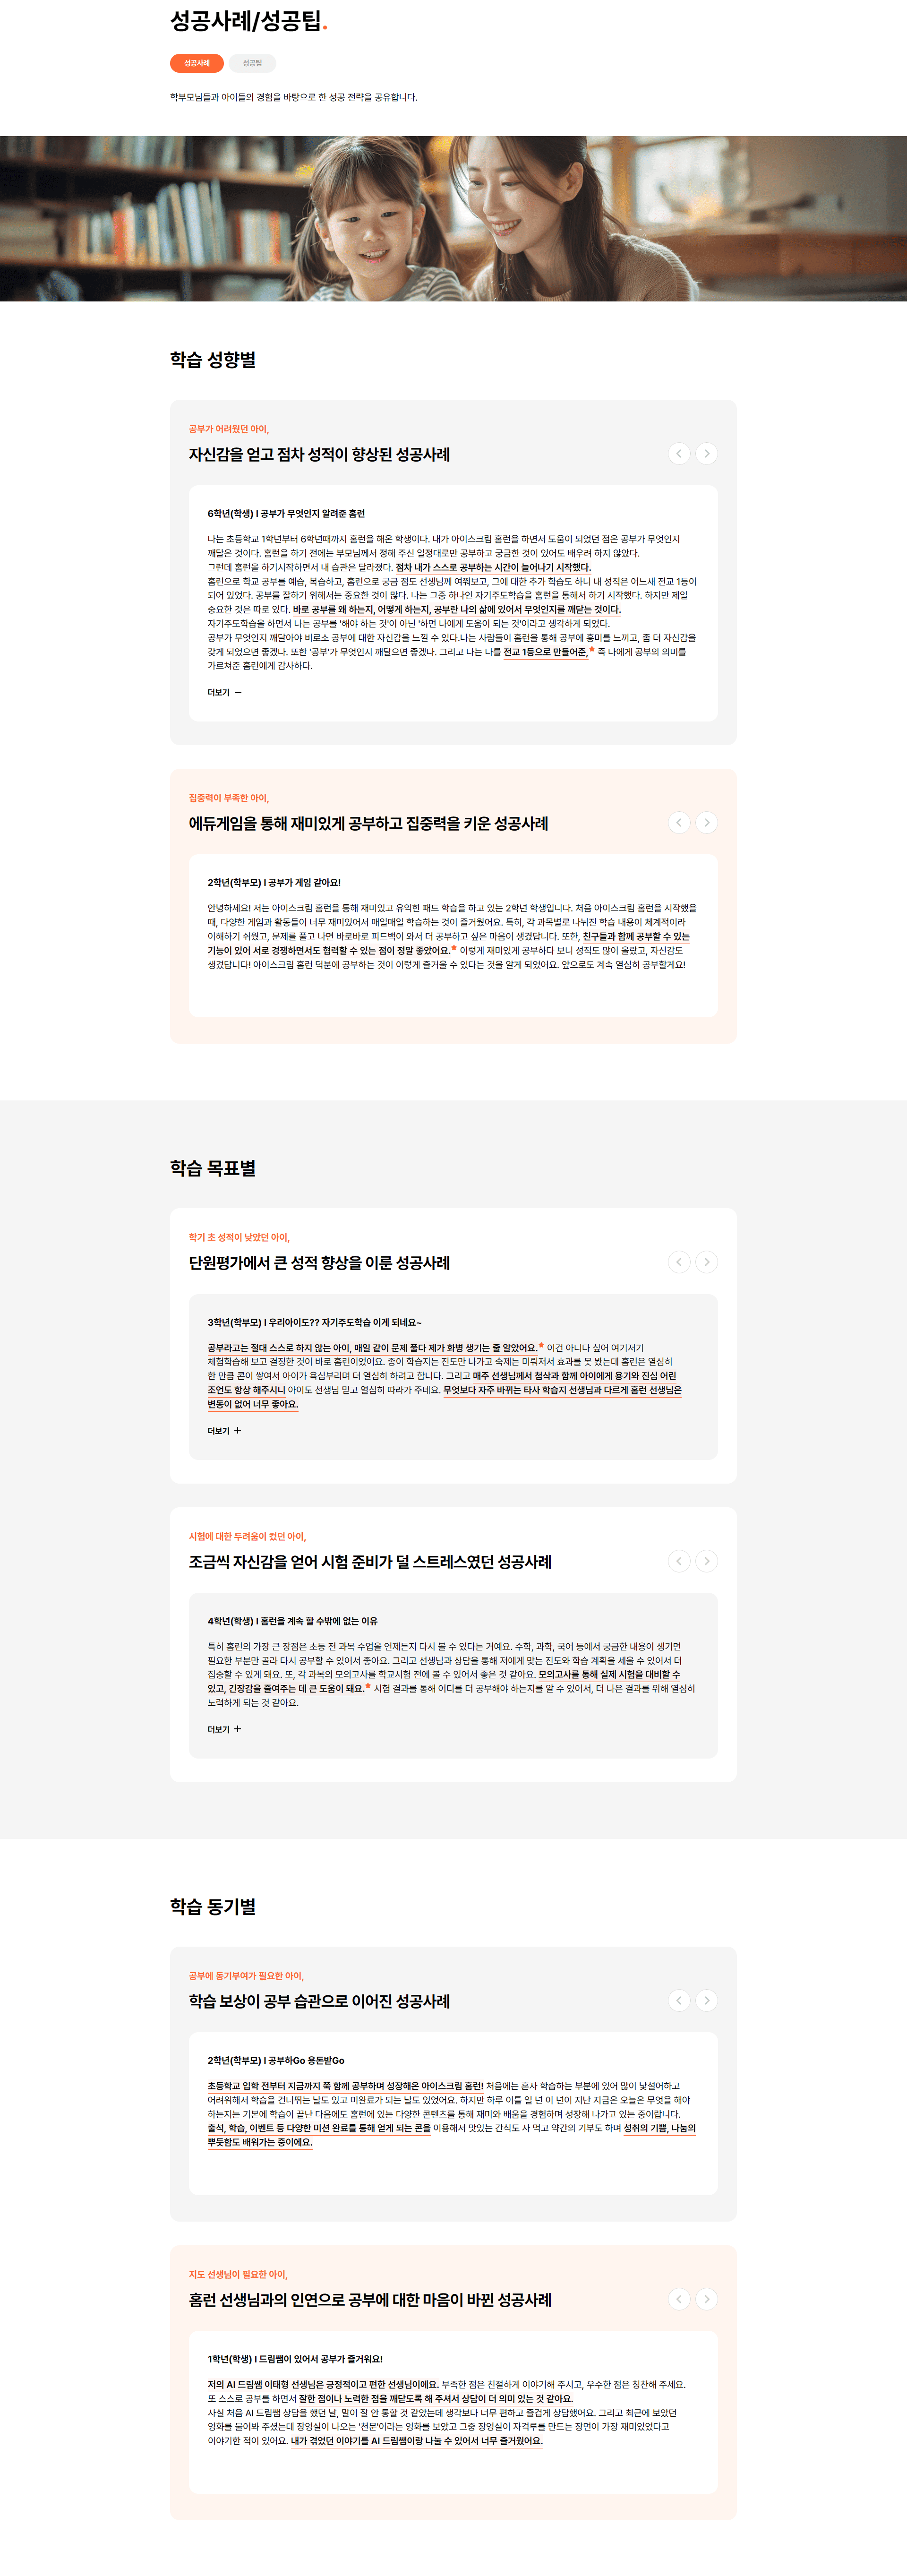 성공사례/성공팁.
성공사례
성공팁
학부모님들과 아이들의 경험을 바탕으로 한 성공 전략을 공유합니다.
학습 성향별
공부가 어려웠던 아이,
자신감을 얻고 점차 성적이 향상된 성공사례
6학년(학생) I 공부가 무엇인지 알려준 홈런
나는 초등학교 1학년부터 6학년때까지 홈런을 해온 학생이다. 내가 아이스크림 홈런을 하면서 도움이 되었던 점은 공부가 무엇인지
깨달은 것이다. 홈런을 하기 전에는 부모님께서 정해 주신 일정대로만 공부하고 궁금한 것이 있어도 배우려 하지 않았다.
그런데 홈런을 하기시작하면서 내 습관은 달라졌다. 점차 내가 스스로 공부하는 시간이 늘어나기 시작했다.
홈런으로 학교 공부를 예습, 복습하고, 홈런으로 궁금 점도 선생님께 여쭤보고, 그에 대한 추가 학습도 하니 내 성적은 어느새 전교 1등이
되어 있었다. 공부를 잘하기 위해서는 중요한 것이 많다. 나는 그중 하나인 자기주도학습을 홈런을 통해서 하기 시작했다. 하지만 제일
중요한 것은 따로 있다. 바로 공부를 왜 하는지, 어떻게 하는지, 공부란 나의 삶에 있어서 무엇인지를 깨닫는 것이다.
자기주도학습을 하면서 나는 공부를 '해야 하는 것'이 아닌 '하면 나에게 도움이 되는 것'이라고 생각하게 되었다.
공부가 무엇인지 깨달아야 비로소 공부에 대한 자신감을 느낄 수 있다.나는 사람들이 홈런을 통해 공부에 흥미를 느끼고, 좀 더 자신감을
갖게 되었으면 좋겠다. 또한 '공부'가 무엇인지 깨달으면 좋겠다. 그리고 나는 나를 전교 1등으로 만들어준,* 즉 나에게 공부의 의미를
가르쳐준 홈런에게 감사하다.
더보기 −
집중력이 부족한 아이,
에듀게임을 통해 재미있게 공부하고 집중력을 키운 성공사례
2학년(학부모) I 공부가 게임 같아요!
안녕하세요! 저는 아이스크림 홈런을 통해 재미있고 유익한 패드 학습을 하고 있는 2학년 학생입니다. 처음 아이스크림 홈런을 시작했을
때, 다양한 게임과 활동들이 너무 재미있어서 매일매일 학습하는 것이 즐거웠어요. 특히, 각 과목별로 나눠진 학습 내용이 체계적이라
이해하기 쉬웠고, 문제를 풀고 나면 바로바로 피드백이 와서 더 공부하고 싶은 마음이 생겼답니다. 또한, 친구들과 함께 공부할 수 있는
기능이 있어 서로 경쟁하면서도 협력할 수 있는 점이 정말 좋았어요.* 이렇게 재미있게 공부하다 보니 성적도 많이 올랐고, 자신감도
생겼답니다! 아이스크림 홈런 덕분에 공부하는 것이 이렇게 즐거울 수 있다는 것을 알게 되었어요. 앞으로도 계속 열심히 공부할게요!
학습 목표별
학기 초 성적이 낮았던 아이,
단원평가에서 큰 성적 향상을 이룬 성공사례
3학년(학부모) I 우리아이도?? 자기주도학습 이게 되네요~
공부라고는 절대 스스로 하지 않는 아이, 매일 같이 문제 풀다 제가 화병 생기는 줄 알았어요.* 이건 아니다 싶어 여기저기
체험학습해 보고 결정한 것이 바로 홈런이었어요. 종이 학습지는 진도만 나가고 숙제는 미뤄져서 효과를 못 봤는데 홈런은 열심히
한 만큼 콘이 쌓여서 아이가 욕심부리며 더 열심히 하려고 합니다. 그리고 매주 선생님께서 첨삭과 함께 아이에게 용기와 진심 어린
조언도 항상 해주시니 아이도 선생님 믿고 열심히 따라가 주네요. 무엇보다 자주 바뀌는 타사 학습지 선생님과 다르게 홈런 선생님은
변동이 없어 너무 좋아요.
더보기 +
시험에 대한 두려움이 컸던 아이,
조금씩 자신감을 얻어 시험 준비가 덜 스트레스였던 성공사례
4학년(학생) I 홈런을 계속 할 수밖에 없는 이유
특히 홈런의 가장 큰 장점은 초등 전 과목 수업을 언제든지 다시 볼 수 있다는 거예요. 수학, 과학, 국어 등에서 궁금한 내용이 생기면
필요한 부분만 골라 다시 공부할 수 있어서 좋아요. 그리고 선생님과 상담을 통해 저에게 맞는 진도와 학습 계획을 세울 수 있어서 더
집중할 수 있게 돼요. 또, 각 과목의 모의고사를 학교시험 전에 볼 수 있어서 좋은 것 같아요. 모의고사를 통해 실제 시험을 대비할 수
있고, 긴장감을 줄여주는 데 큰 도움이 돼요.* 시험 결과를 통해 어디를 더 공부해야 하는지를 알 수 있어서, 더 나은 결과를 위해 열심히
노력하게 되는 것 같아요.
더보기 +
학습 동기별
공부에 동기부여가 필요한 아이,
학습 보상이 공부 습관으로 이어진 성공사례
2학년(학부모) I 공부하Go 용돈받Go
초등학교 입학 전부터 지금까지 쭉 함께 공부하며 성장해온 아이스크림 홈런! 처음에는 혼자 학습하는 부분에 있어 많이 낯설어하고
어려워해서 학습을 건너뛰는 날도 있고 미완료가 되는 날도 있었어요. 하지만 하루 이틀 일 년 이 년이 지난 지금은 오늘은 무엇을 해야
하는지는 기본에 학습이 끝난 다음에도 홈런에 있는 다양한 콘텐츠를 통해 재미와 배움을 경험하며 성장해 나가고 있는 중이랍니다.
출석, 학습, 이벤트 등 다양한 미션 완료를 통해 얻게 되는 콘을 이용해서 맛있는 간식도 사 먹고 약간의 기부도 하며 성취의 기쁨, 나눔의
뿌듯함도 배워가는 중이에요.
지도 선생님이 필요한 아이,
홈런 선생님과의 인연으로 공부에 대한 마음이 바뀐 성공사례
1학년(학생) I 드림쌤이 있어서 공부가 즐거워요!
저의 AI 드림쌤 이태형 선생님은 긍정적이고 편한 선생님이에요. 부족한 점은 친절하게 이야기해 주시고, 우수한 점은 칭찬해 주세요.
또 스스로 공부를 하면서 잘한 점이나 노력한 점을 깨닫도록 해 주셔서 상담이 더 의미 있는 것 같아요.
사실 처음 AI 드림쌤 상담을 했던 날, 말이 잘 안 통할 것 같았는데 생각보다 너무 편하고 즐겁게 상담했어요. 그리고 최근에 보았던
영화를 물어봐 주셨는데 장영실이 나오는 '천문'이라는 영화를 보았고 그중 장영실이 자격루를 만드는 장면이 가장 재미있었다고
이야기한 적이 있어요. 내가 겪었던 이야기를 AI 드림쌤이랑 나눌 수 있어서 너무 즐거웠어요.